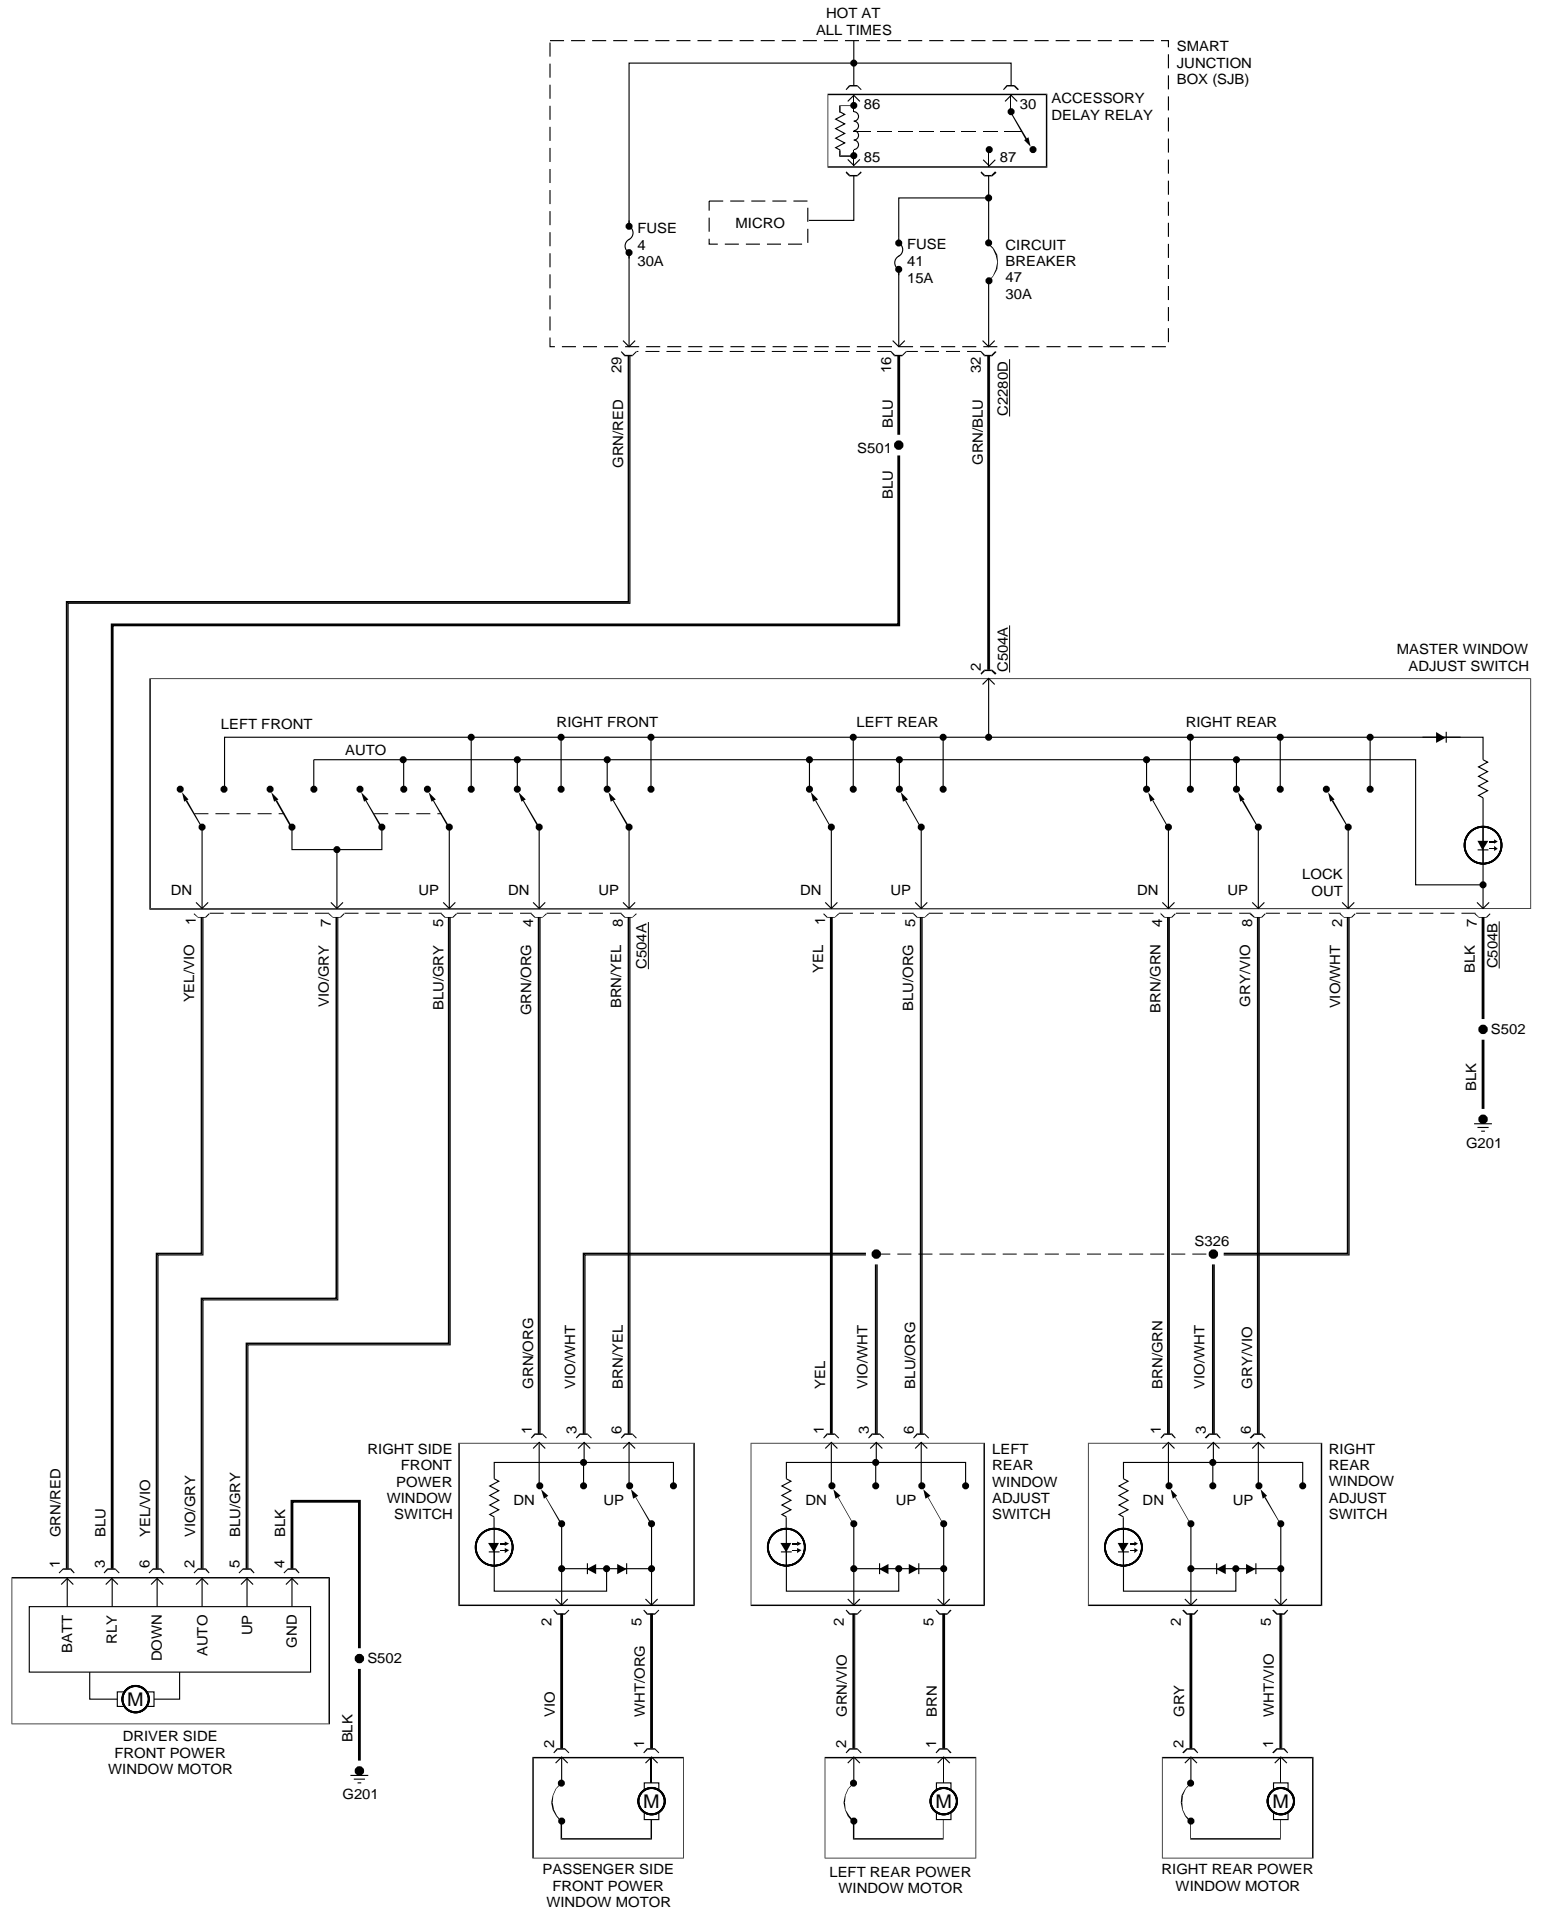 HOT AT
ALL TIMES
SMART
JUNCTION
BOX (SJB)
86
30
ACCESSORY
DELAY RELAY
85
87
MICRO
FUSE
4
30A
FUSE
41
15A
CIRCUIT
BREAKER
47
30A
29
16
32
C2280D
GRN/RED
BLU
GRN/BLU
S501
BLU
2
C504A
MASTER WINDOW
ADJUST SWITCH
LEFT FRONT
RIGHT FRONT
LEFT REAR
RIGHT REAR
AUTO
LOCK
OUT
DN
UP
DN
UP
DN
UP
DN
UP
1
7
5
4
8
C504A
1
5
4
8
2
7
C504B
YEL/VIO
VIO/GRY
BLU/GRY
GRN/ORG
BRN/YEL
YEL
BLU/ORG
BRN/GRN
GRY/VIO
VIO/WHT
BLK
S502
BLK
G201
S326
GRN/ORG
VIO/WHT
BRN/YEL
YEL
VIO/WHT
BLU/ORG
BRN/GRN
VIO/WHT
GRY/VIO
1
3
6
1
3
6
1
3
6
RIGHT SIDE
FRONT
POWER
WINDOW
SWITCH
DN
UP
LEFT
REAR
WINDOW
ADJUST
SWITCH
DN
UP
RIGHT
REAR
WINDOW
ADJUST
SWITCH
DN
UP
GRN/RED
BLU
YEL/VIO
VIO/GRY
BLU/GRY
BLK
1
3
6
2
5
4
BATT
RLY
DOWN
AUTO
UP
GND
M
DRIVER SIDE
FRONT POWER
WINDOW MOTOR
S502
BLK
G201
2
5
2
5
2
5
VIO
WHT/ORG
GRN/VIO
BRN
GRY
WHT/VIO
2
1
2
1
2
1
M
M
M
PASSENGER SIDE
FRONT POWER
WINDOW MOTOR
LEFT REAR POWER
WINDOW MOTOR
RIGHT REAR POWER
WINDOW MOTOR